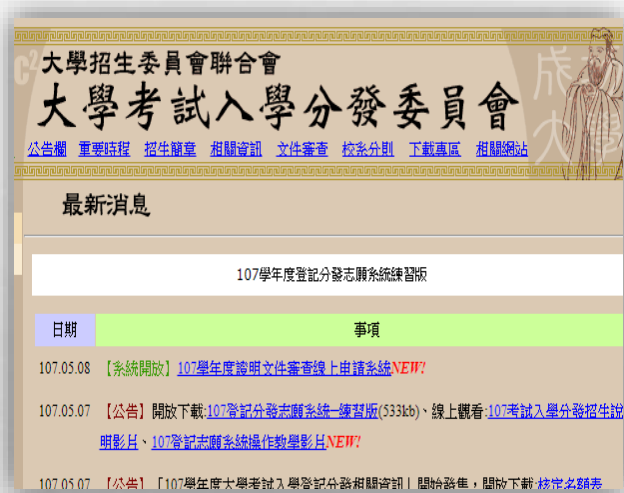 大學招生委員會聯合會
大學考試入學分發委員會
公告欄 重要時程 招生簡章 相關資訊 文件審查 校系分則 下載專區 相關網站
最新消息
107學年度登記分發志願系統練習版
日期 事項
107.05.08 【系統開放】107學年度證明文件審查線上申請系統NEW!
107.05.07 【公告】開放下載:107登記分發志願系統─練習版(533kb)、線上觀看:107考試入學分發招生說
明影片、107登記志願系統操作教學影片NEW!
107.05.07 【公告】「107學年度大學考試入學登記分發相關資訊」開始發售，開放下載:核定名額表